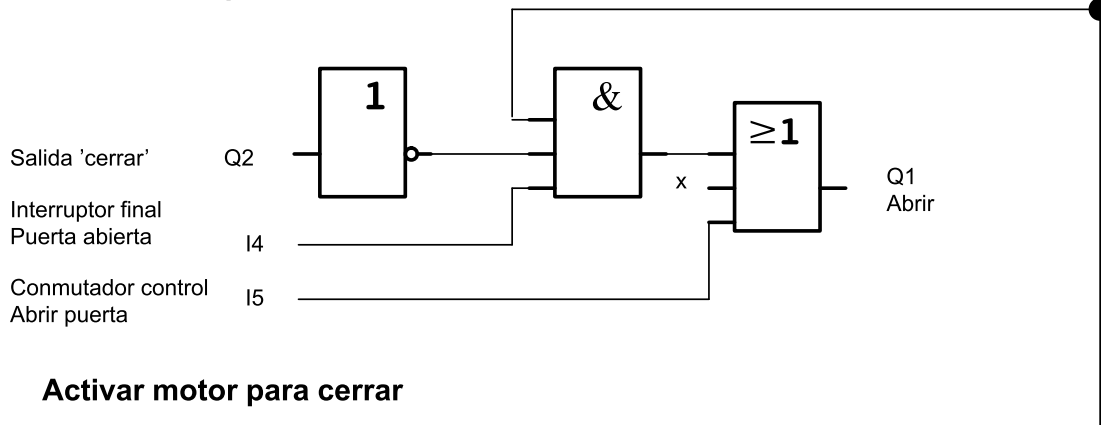 1
&
≥1
Salida ’cerrar’ Q2
x
Q1
Abrir
Interruptor final
Puerta abierta I4
Conmutador control
Abrir puerta I5
Activar motor para cerrar